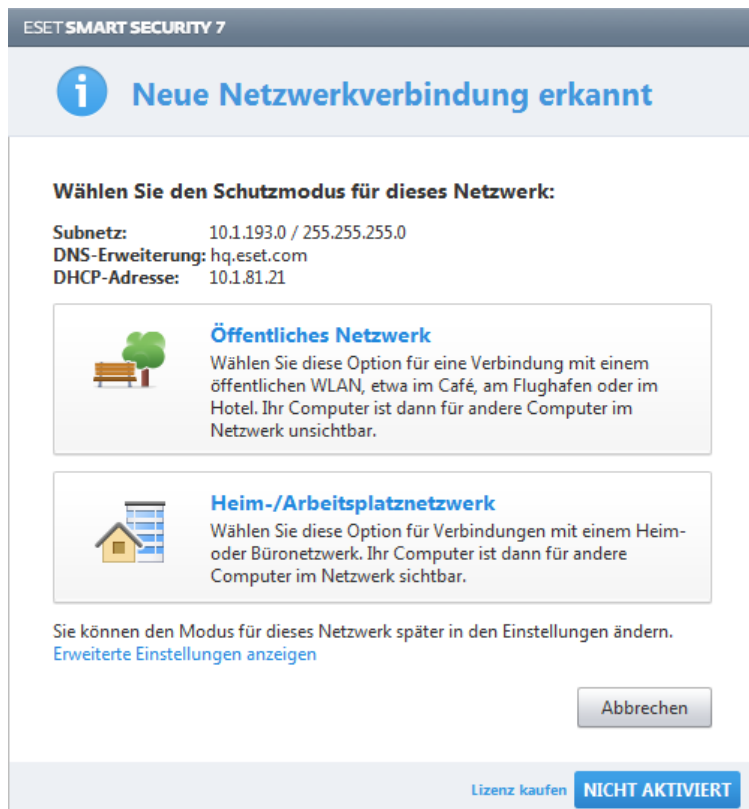 ESET SMART SECURITY 7
Neue Netzwerkverbindung erkannt
Wählen Sie den Schutzmodus für dieses Netzwerk:
Subnetz: 10.1.193.0 / 255.255.255.0
DNS-Erweiterung: hq.eset.com
DHCP-Adresse: 10.1.81.21
Öffentliches Netzwerk
Wählen Sie diese Option für eine Verbindung mit einem
öffentlichen WLAN, etwa im Café, am Flughafen oder im
Hotel. Ihr Computer ist dann für andere Computer im
Netzwerk unsichtbar.
Heim-/Arbeitsplatznetzwerk
Wählen Sie diese Option für Verbindungen mit einem Heim-
oder Büronetzwerk. Ihr Computer ist dann für andere
Computer im Netzwerk sichtbar.
Sie können den Modus für dieses Netzwerk später in den Einstellungen ändern.
Erweiterte Einstellungen anzeigen
Abbrechen
Lizenz kaufen NICHT AKTIVIERT